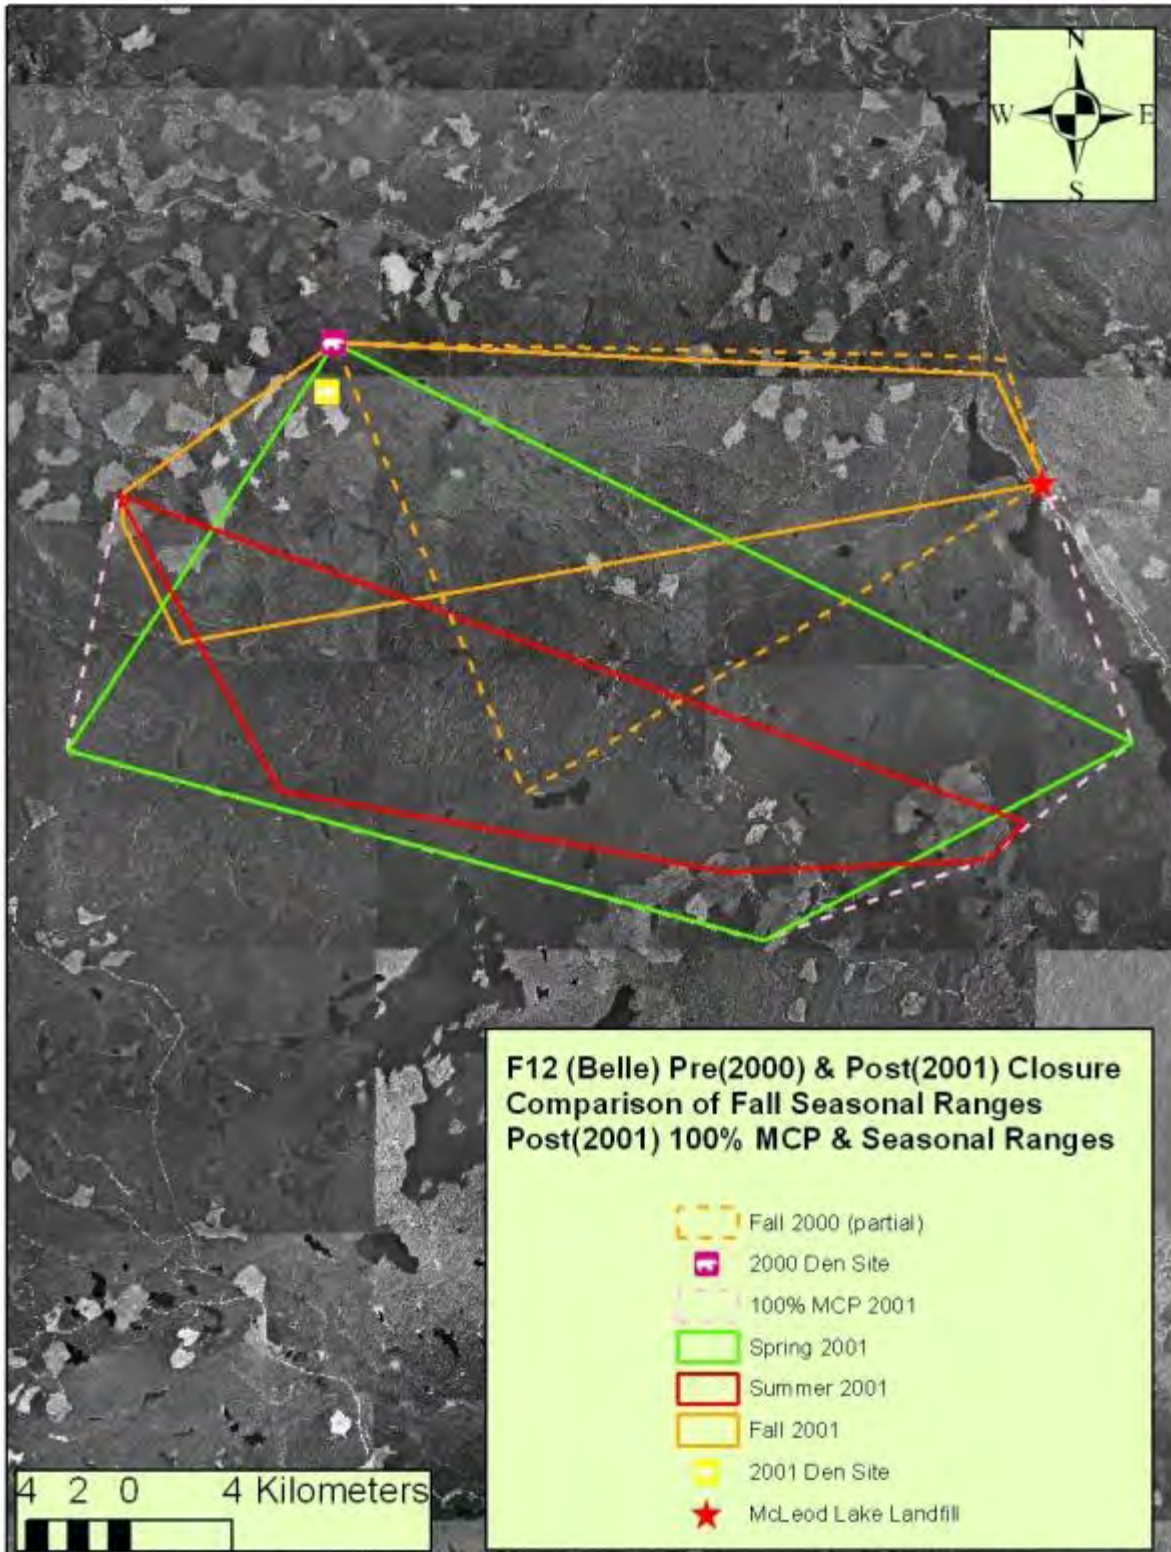 N
W E
S
F12 (Belle) Pre(2000) & Post(2001) Closure
Comparison of Fall Seasonal Ranges
Post(2001) 100% MCP & Seasonal Ranges
Fall 2000 (partial)
2000 Den Site
100% MCP 2001
Spring 2001
Summer 2001
Fall 2001
2001 Den Site
McLeod Lake Landfill
4 2 0 4 Kilometers